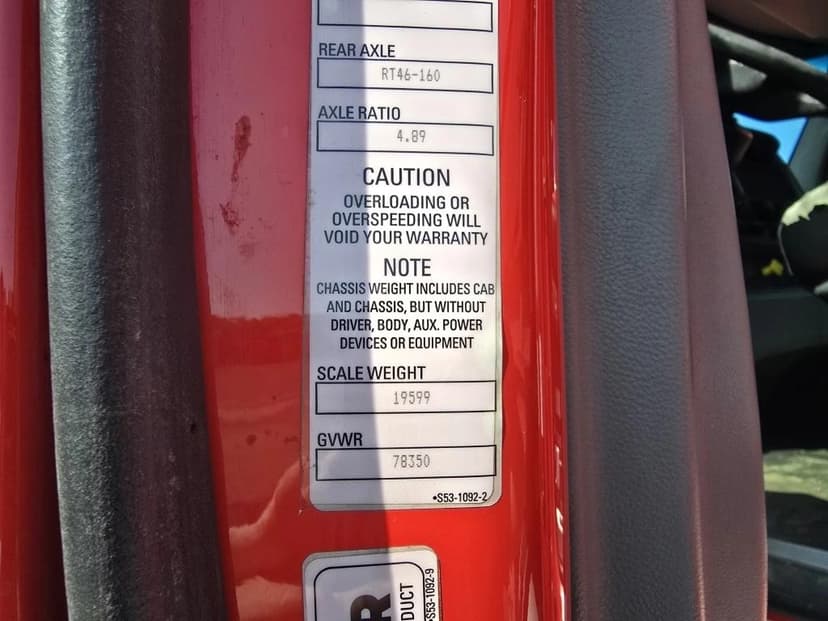 REAR AXLE
RT46-160
AXLE RATIO
4.89
CAUTION
OVERLOADING OR
OVERSPEEDING WILL
VOID YOUR WARRANTY
NOTE
CHASSIS WEIGHT INCLUDES CAB
AND CHASSIS, BUT WITHOUT
DRIVER, BODY, AUX. POWER
DEVICES OR EQUIPMENT
SCALE WEIGHT
19599
GVWR
78350
•S53-1092-2
R
DUCT
S53-1092-9